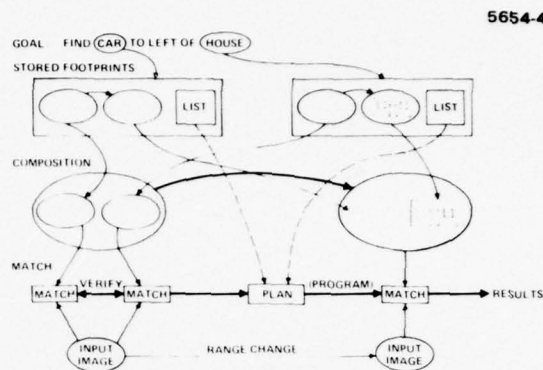 5654-4
GOAL FIND CAR TO LEFT OF HOUSE
STORED FOOTPRINTS
LIST
LIST
COMPOSITION
MATCH
VERIFY
(PROGRAM)
MATCH
MATCH
PLAN
MATCH
RESULTS
INPUT
IMAGE
RANGE CHANGE
INPUT
IMAGE